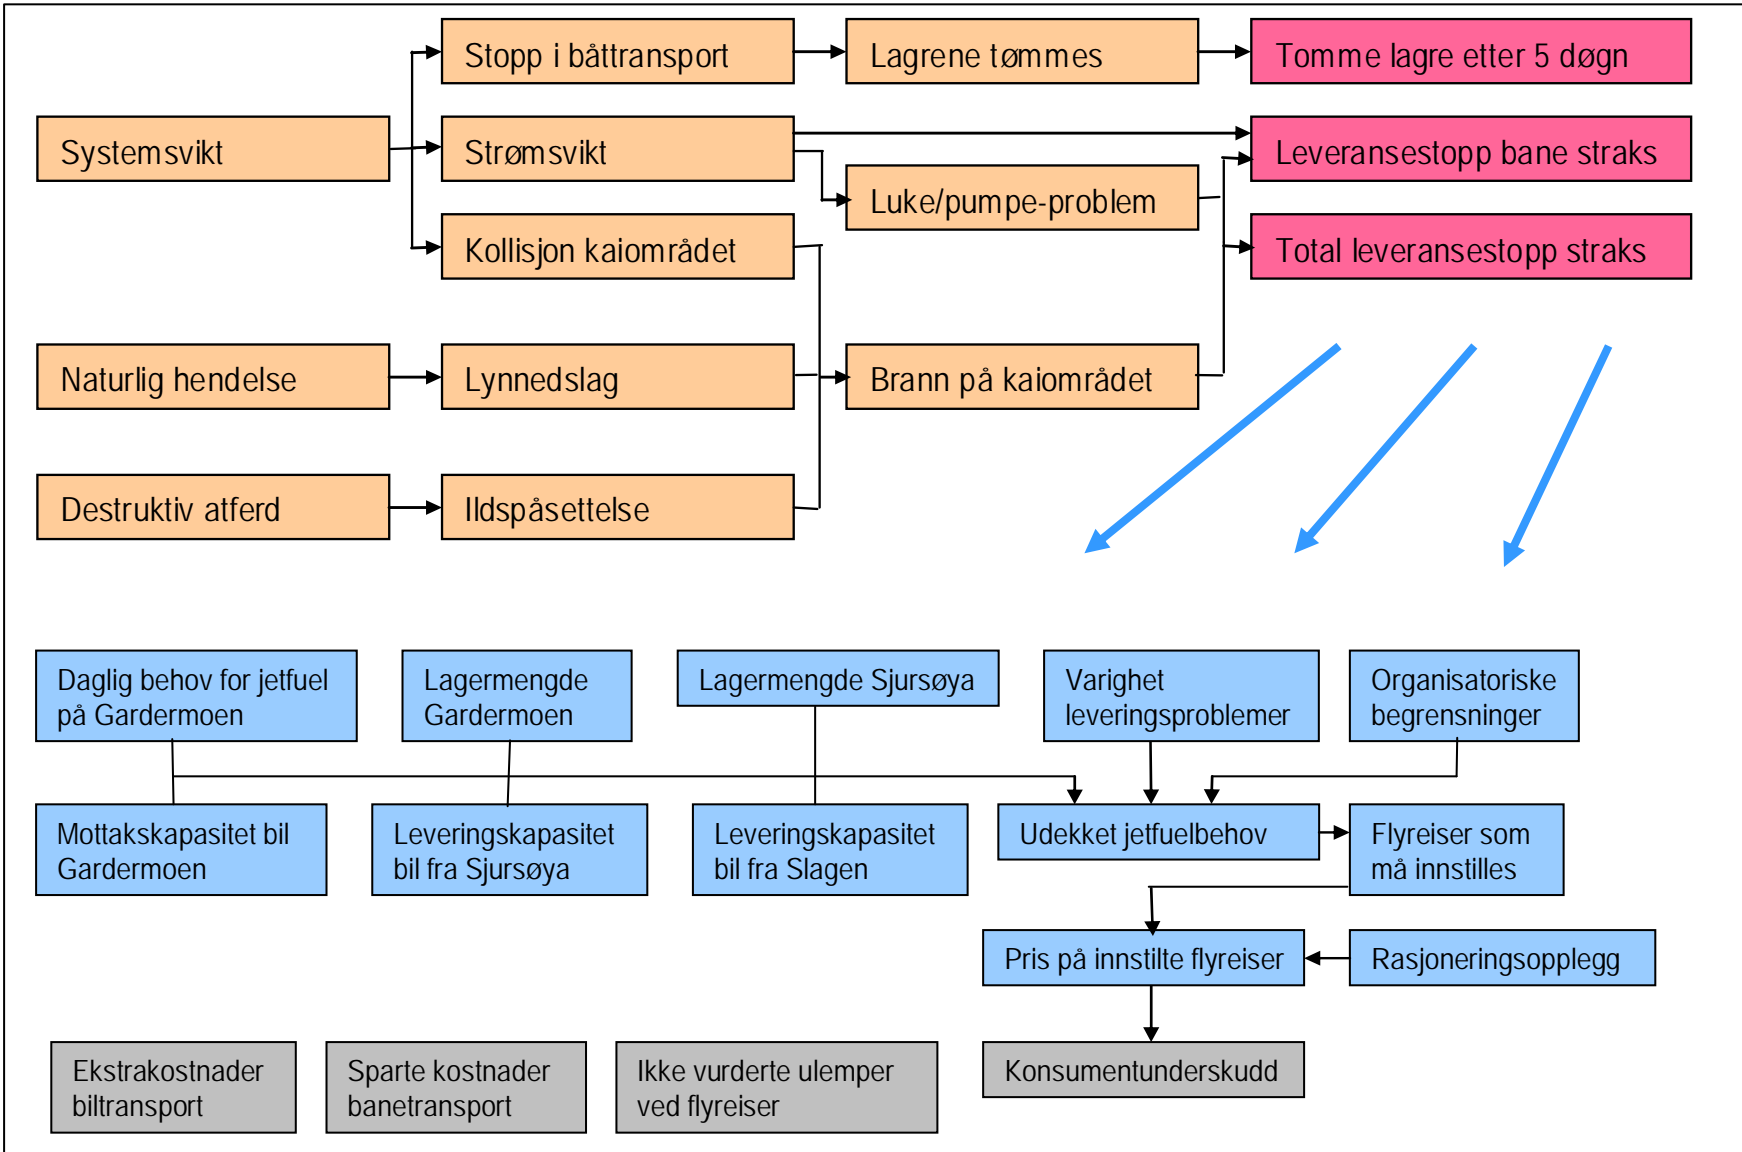 Stopp i båttransport
Lagrene tømmes
Tomme lagre etter 5 døgn
Systemsvikt
Strømsvikt
Leveransestopp bane straks
Luke/pumpe-problem
Kollisjon kaiområdet
Total leveransestopp straks
Naturlig hendelse
Lynnedslag
Brann på kaiområdet
Destruktiv atferd
Ildspåsettelse
Daglig behov for jetfuel
på Gardermoen
Lagermengde
Gardermoen
Lagermengde Sjursøya
Varighet
leveringsproblemer
Organisatoriske
begrensninger
Mottakskapasitet bil
Gardermoen
Leveringskapasitet
bil fra Sjursøya
Leveringskapasitet
bil fra Slagen
Udekket jetfuelbehov
Flyreiser som
må innstilles
Pris på innstilte flyreiser
Rasjoneringsopplegg
Ekstrakostnader
biltransport
Sparte kostnader
banetransport
Ikke vurderte ulemper
ved flyreiser
Konsumentunderskudd